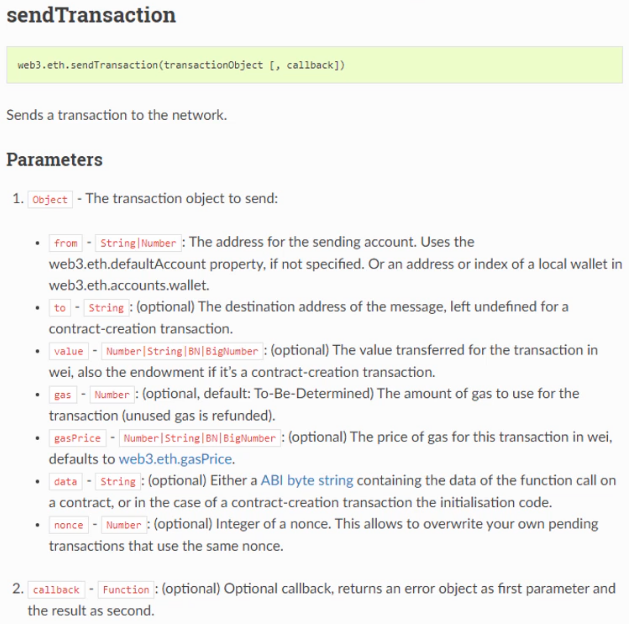 sendTransaction
web3.eth.sendTransaction(transactionObject [, callback])
Sends a transaction to the network.
Parameters
1. Object - The transaction object to send:
• from - String|Number : The address for the sending account. Uses the
web3.eth.defaultAccount property, if not specified. Or an address or index of a local wallet in
web3.eth.accounts.wallet.
• to - String : (optional) The destination address of the message, left undefined for a
contract-creation transaction.
• value - Number|String|BN|BigNumber : (optional) The value transferred for the transaction in
wei, also the endowment if it's a contract-creation transaction.
• gas - Number : (optional, default: To-Be-Determined) The amount of gas to use for the
transaction (unused gas is refunded).
• gasPrice - Number|String|BN|BigNumber : (optional) The price of gas for this transaction in wei,
defaults to web3.eth.gasPrice.
• data - String : (optional) Either a ABI byte string containing the data of the function call on
a contract, or in the case of a contract-creation transaction the initialisation code.
• nonce - Number : (optional) Integer of a nonce. This allows to overwrite your own pending
transactions that use the same nonce.
2. callback - Function : (optional) Optional callback, returns an error object as first parameter and
the result as second.